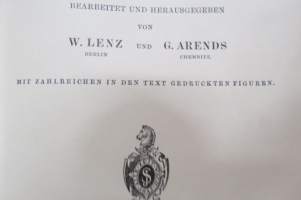 BEARBEITET UND HERAUSGEGEBEN
VON
W. LENZ UND G. ARENDS
BERLIN CHEMNITZ.
MIT ZAHLREICHEN IN DEN TEXT GEDRUCKTEN FIGUREN.
S